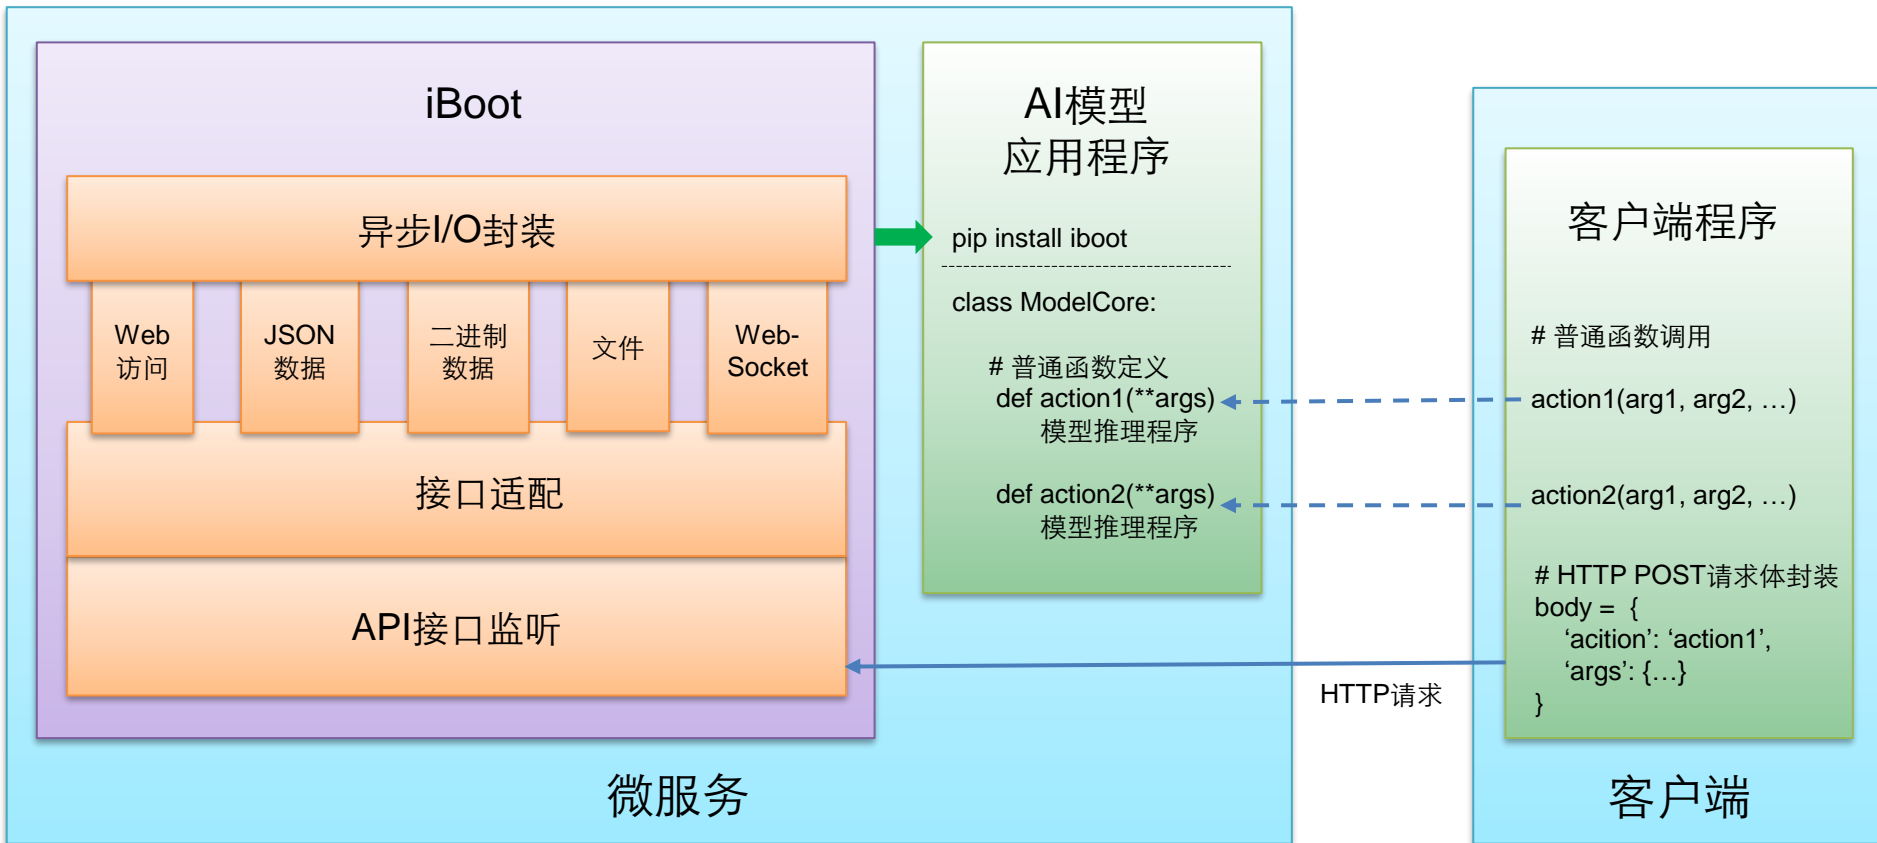 iBoot
异步I/O封装
Web
访问
JSON
数据
二进制
数据
文件
Web-
Socket
接口适配
API接口监听
AI模型
应用程序
pip install iboot
class ModelCore:
# 普通函数定义
def action1(**args)
模型推理程序
def action2(**args)
模型推理程序
微服务
HTTP请求
客户端程序
# 普通函数调用
action1(arg1, arg2, …)
action2(arg1, arg2, …)
# HTTP POST请求体封装
body = {
‘acition’: ‘action1’,
‘args’: {…}
}
客户端